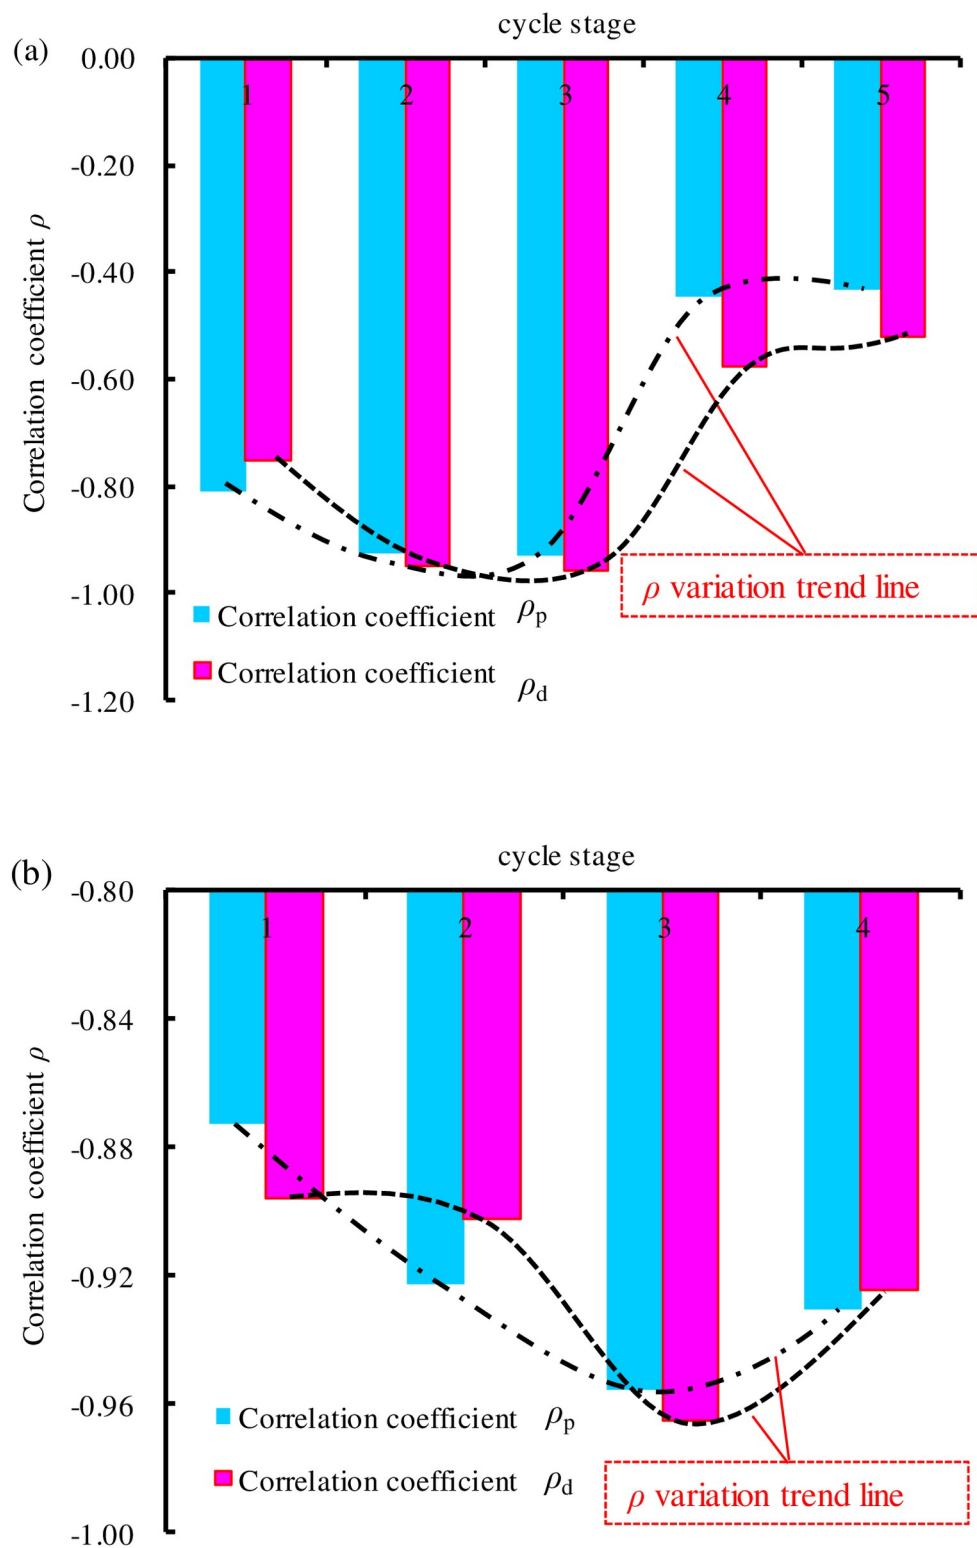 (a)
cycle stage
0.00
1 2 3 4 5
-0.20
-0.40
-0.60
-0.80
-1.00
-1.20
Correlation coefficient ρ
ρ variation trend line
Correlation coefficient ρp
Correlation coefficient ρd
(b)
cycle stage
-0.80
1 2 3 4
-0.84
-0.88
-0.92
-0.96
-1.00
Correlation coefficient ρ
Correlation coefficient ρp
Correlation coefficient ρd
ρ variation trend line